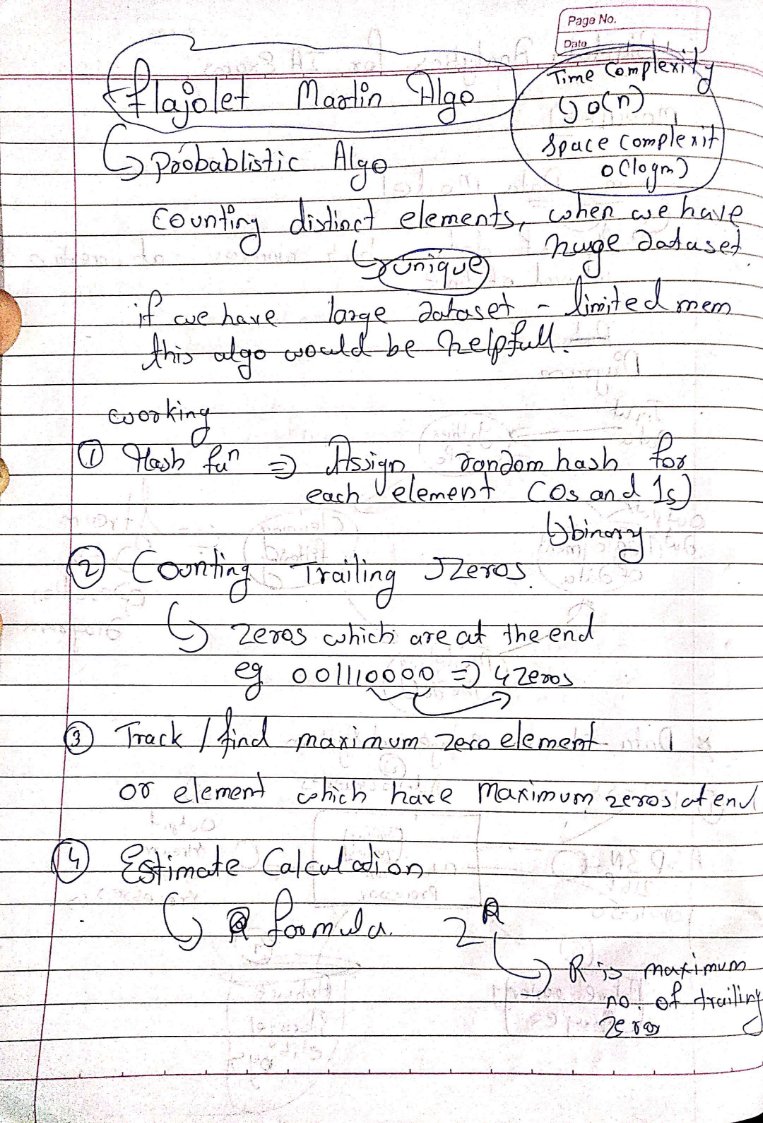 Page No.
Date
Flajolet Martin Algo
Time Complexity
O(n)
Space Complexit
O(logm)
Probablistic Algo
Counting distinct elements, when we have
huge dataset
unique
if we have large dataset - limited mem
this algo would be helpfull.
working
① Hash fun ⇒ Assign random hash for
each element (0s and 1s)
binary
② Counting Trailing Zeros.
zeros which are at the end
eg 001110000 ⇒ 4 zeros
③ Track / find maximum zero element
or element which have maximum zeros at end
④ Estimate Calculation
formula. 2^R
R is maximum
no. of trailing
zeros